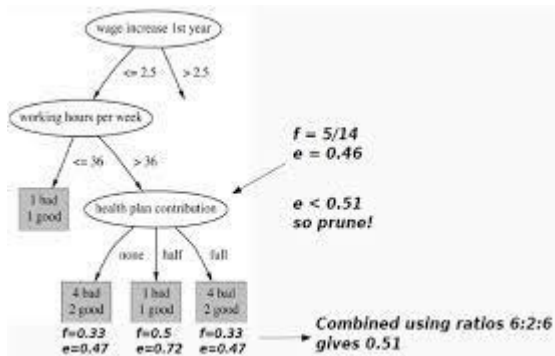 wage increase 1st year
<= 2.5
> 2.5
working hours per week
<= 36
> 36
f = 5/14
e = 0.46
1 bad
1 good
health plan contribution
e < 0.51
so prune!
none
half
full
4 bad
2 good
1 bad
1 good
4 bad
2 good
f=0.33
e=0.47
f=0.5
e=0.72
f=0.33
e=0.47
Combined using ratios 6:2:6
gives 0.51